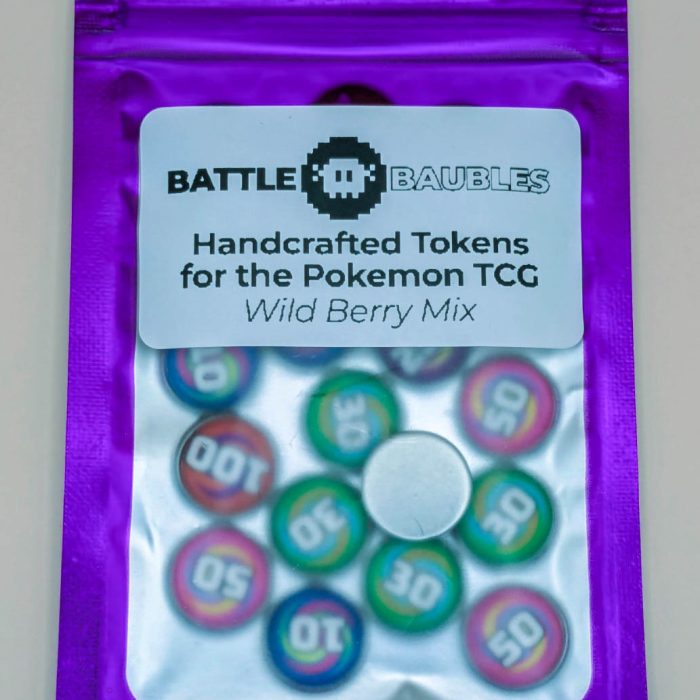 BATTLE BAUBLES
Handcrafted Tokens
for the Pokemon TCG
Wild Berry Mix
50
30
100
30
30
50
30
10
50